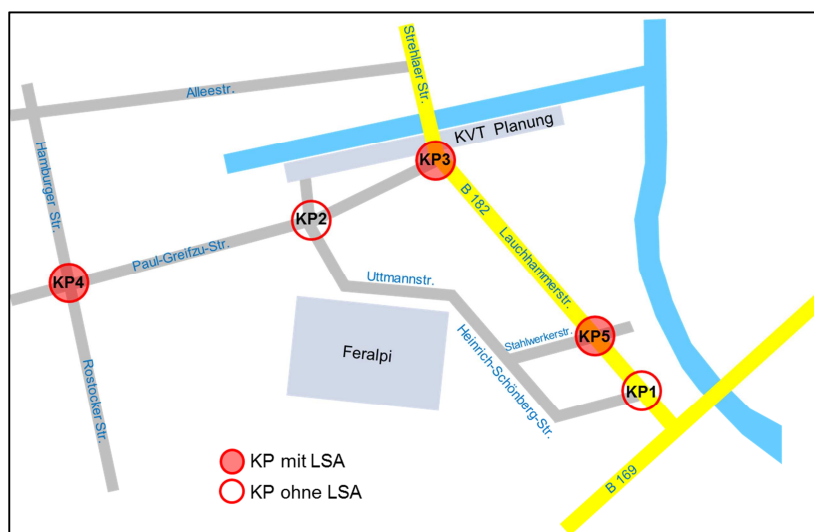 Strehlaer Str.
Alleestr.
KVT Planung
Hamburger Str.
KP3
B 182
KP2
Paul-Greifzu-Str.
Lauchhammerstr.
KP4
Uttmannstr.
Stahlwerkerstr.
KP5
Feralpi
Heinrich-Schönberg-Str.
KP1
Rostocker Str.
B 169
KP mit LSA
KP ohne LSA